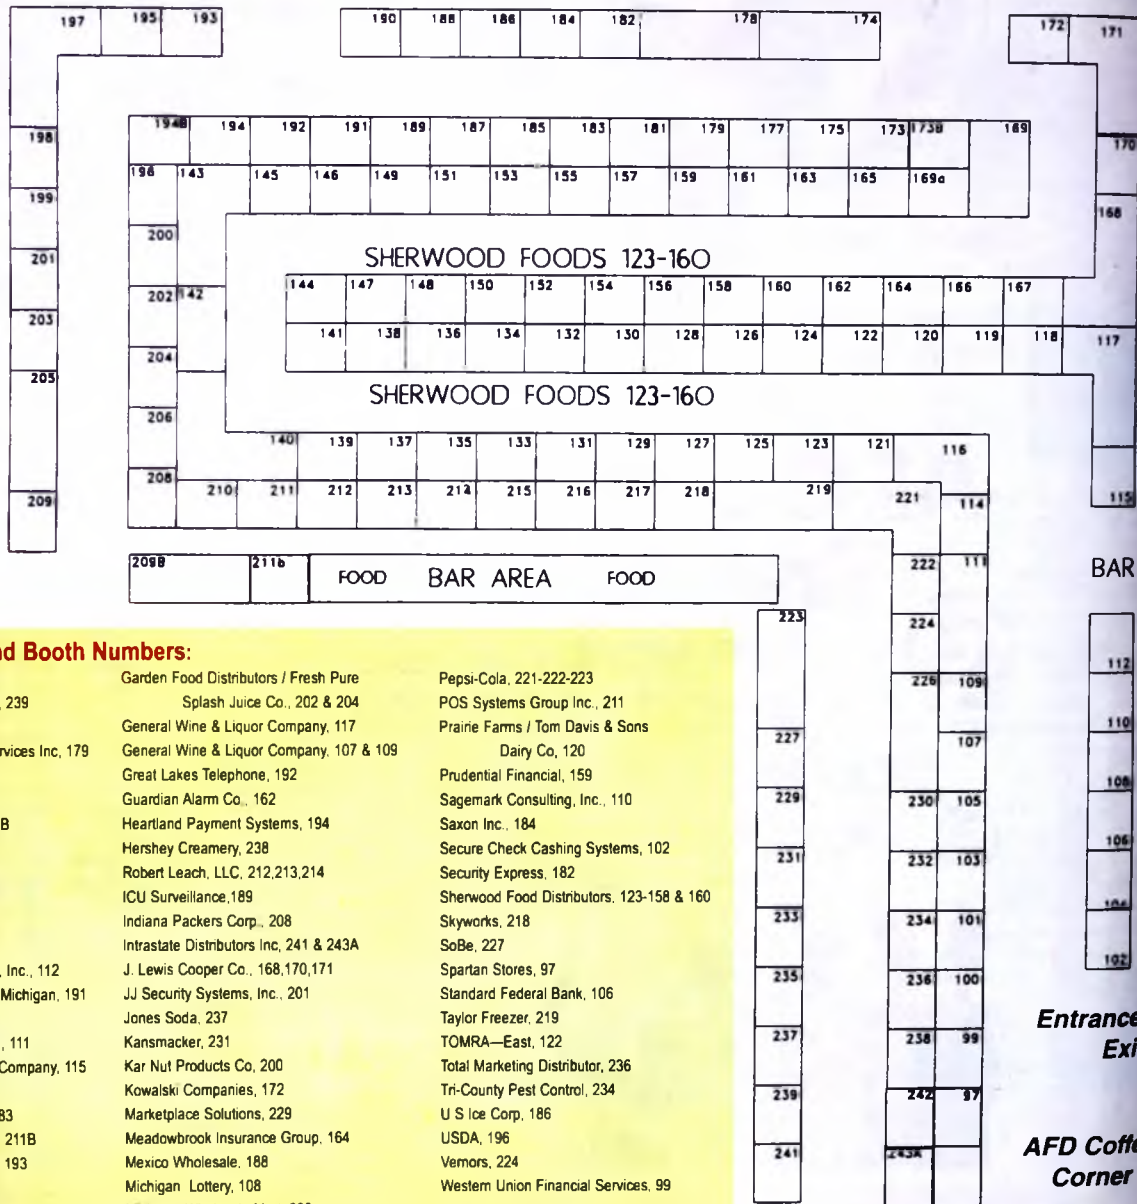 197 195 193 190 188 186 184 182 178 174 172 171
198 194B 194 192 191 189 187 185 183 181 179 177 175 173 173B 169 170
199 196 143 145 146 149 151 153 155 157 159 161 163 165 169a 168
200
201 SHERWOOD FOODS 123-160
202 142 144 147 148 150 152 154 156 158 160 162 164 166 167
203 141 138 136 134 132 130 128 126 124 122 120 119 118 117
204
205 SHERWOOD FOODS 123-160
206
140 139 137 135 133 131 129 127 125 123 121 116
208 210 211 212 213 214 215 216 217 218 219 221 114 115
209
209B 211b FOOD BAR AREA FOOD 222 111 BAR
223 224 112
226 109
227 107 110
229 230 105 108
231 232 103 106
233 234 101 104
235 236 100 102
237 238 99
239 242 97
241 243A
Entrance
Exi
AFD Coffe
Corner
nd Booth Numbers:
, 239
rvices Inc, 179
B
, Inc., 112
Michigan, 191
, 111
Company, 115
83
211B
193
Garden Food Distributors / Fresh Pure
Splash Juice Co., 202 & 204
General Wine & Liquor Company, 117
General Wine & Liquor Company, 107 & 109
Great Lakes Telephone, 192
Guardian Alarm Co., 162
Heartland Payment Systems, 194
Hershey Creamery, 238
Robert Leach, LLC, 212,213,214
ICU Surveillance,189
Indiana Packers Corp., 208
Intrastate Distributors Inc, 241 & 243A
J. Lewis Cooper Co., 168,170,171
JJ Security Systems, Inc., 201
Jones Soda, 237
Kansmacker, 231
Kar Nut Products Co, 200
Kowalski Companies, 172
Marketplace Solutions, 229
Meadowbrook Insurance Group, 164
Mexico Wholesale, 188
Michigan Lottery, 108
Pepsi-Cola, 221-222-223
POS Systems Group Inc., 211
Prairie Farms / Tom Davis & Sons
Dairy Co, 120
Prudential Financial, 159
Sagemark Consulting, Inc., 110
Saxon Inc., 184
Secure Check Cashing Systems, 102
Security Express, 182
Sherwood Food Distributors, 123-158 & 160
Skyworks, 218
SoBe, 227
Spartan Stores, 97
Standard Federal Bank, 106
Taylor Freezer, 219
TOMRA—East, 122
Total Marketing Distributor, 236
Tri-County Pest Control, 234
U S Ice Corp, 186
USDA, 196
Vernors, 224
Western Union Financial Services, 99